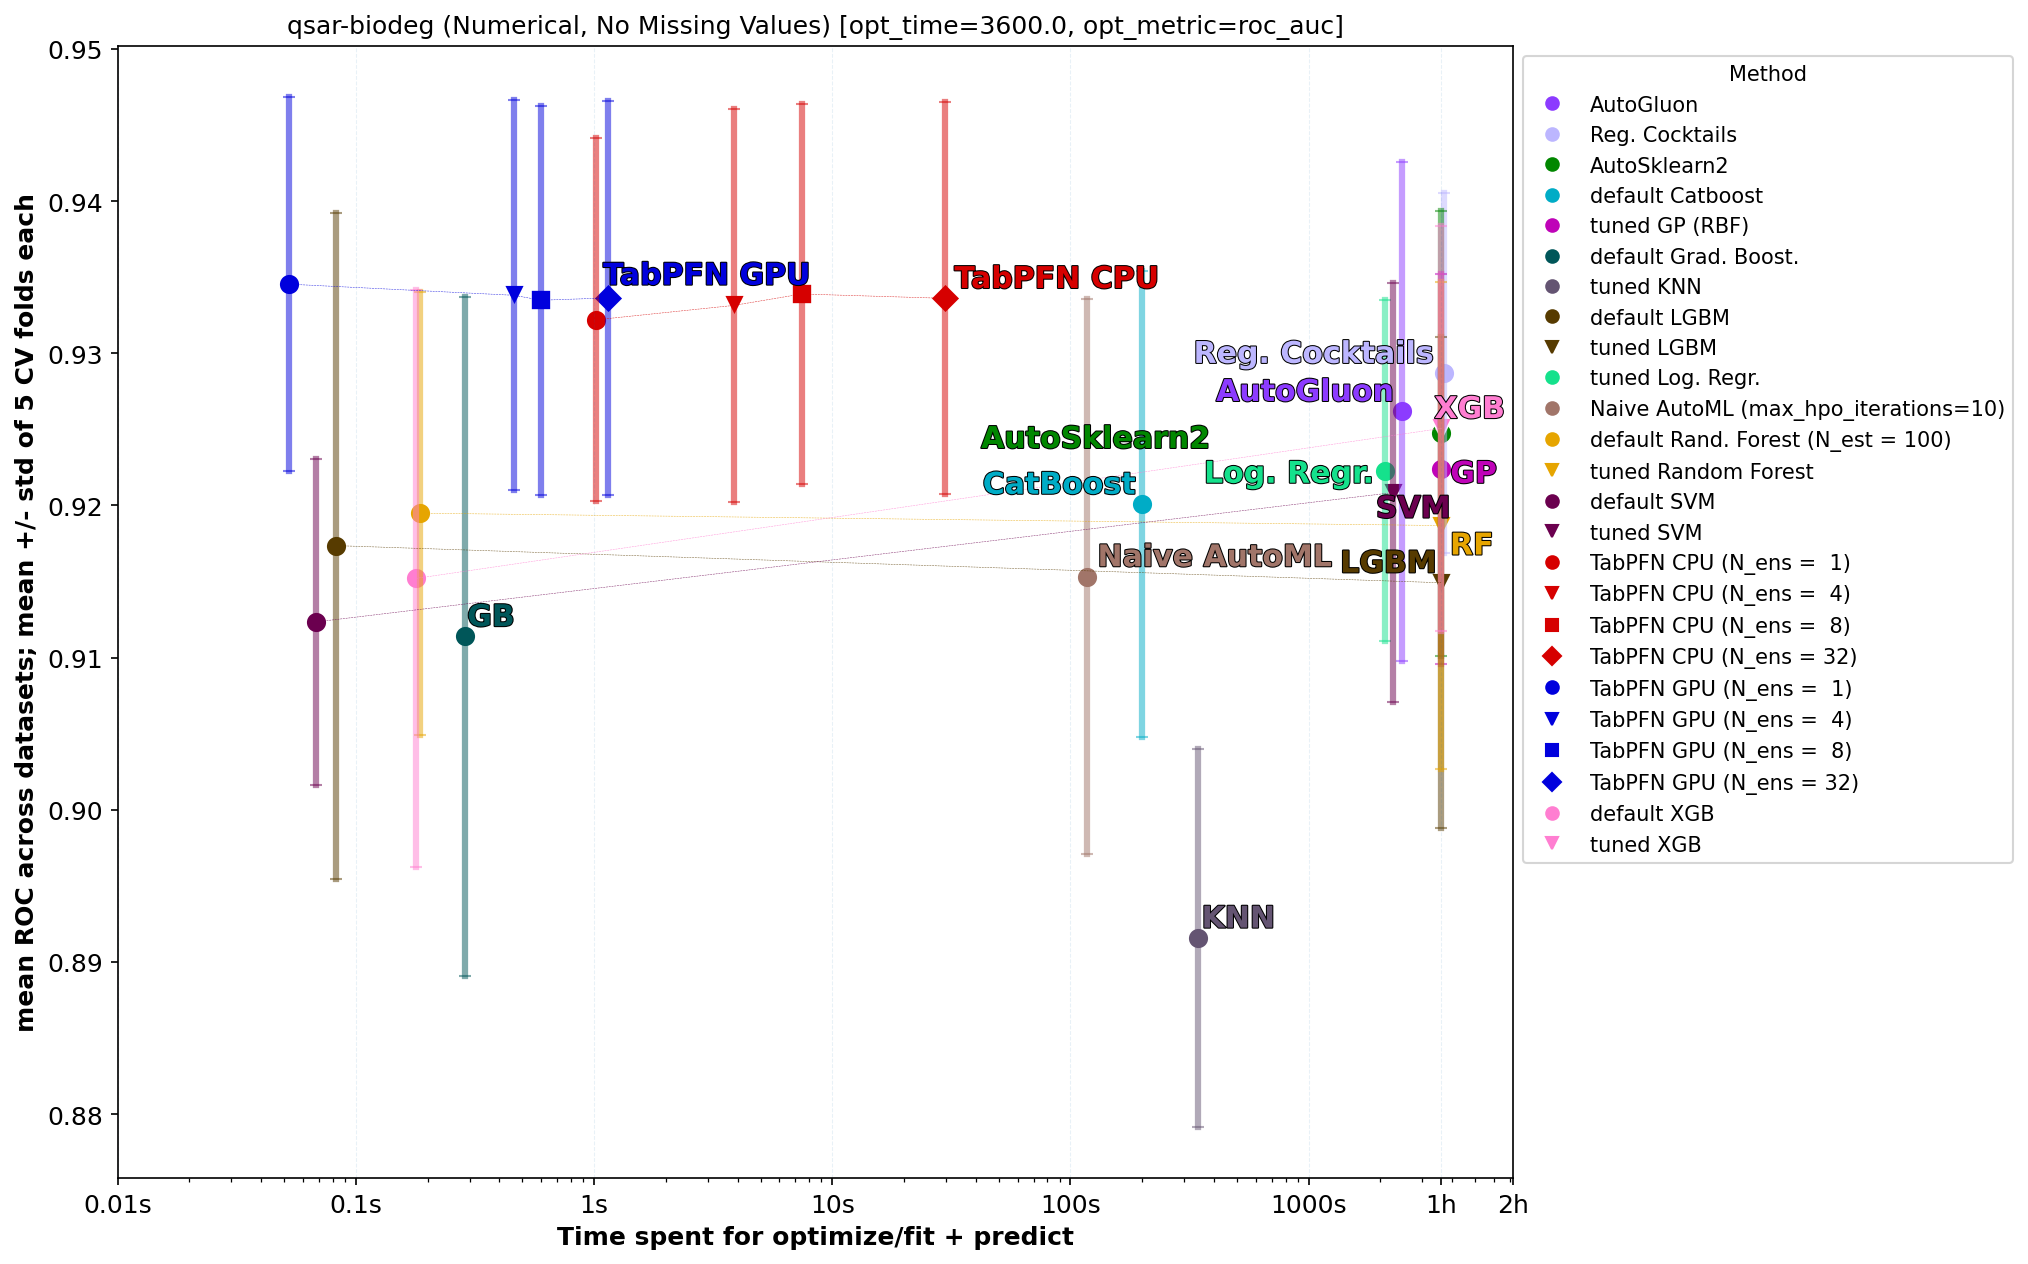 qsar-biodeg (Numerical, No Missing Values) [opt_time=3600.0, opt_metric=roc_auc]
mean ROC across datasets; mean +/- std of 5 CV folds each
0.95
0.94
0.93
0.92
0.91
0.90
0.89
0.88
TabPFN GPU
TabPFN CPU
Reg. Cocktails
AutoGluon
XGB
AutoSklearn2
Log. Regr.
GP
CatBoost
SVM
RF
Naive AutoML
LGBM
GB
KNN
0.01s
0.1s
1s
10s
100s
1000s
1h
2h
Time spent for optimize/fit + predict
Method
AutoGluon
Reg. Cocktails
AutoSklearn2
default Catboost
tuned GP (RBF)
default Grad. Boost.
tuned KNN
default LGBM
tuned LGBM
tuned Log. Regr.
Naive AutoML (max_hpo_iterations=10)
default Rand. Forest (N_est = 100)
tuned Random Forest
default SVM
tuned SVM
TabPFN CPU (N_ens =  1)
TabPFN CPU (N_ens =  4)
TabPFN CPU (N_ens =  8)
TabPFN CPU (N_ens = 32)
TabPFN GPU (N_ens =  1)
TabPFN GPU (N_ens =  4)
TabPFN GPU (N_ens =  8)
TabPFN GPU (N_ens = 32)
default XGB
tuned XGB